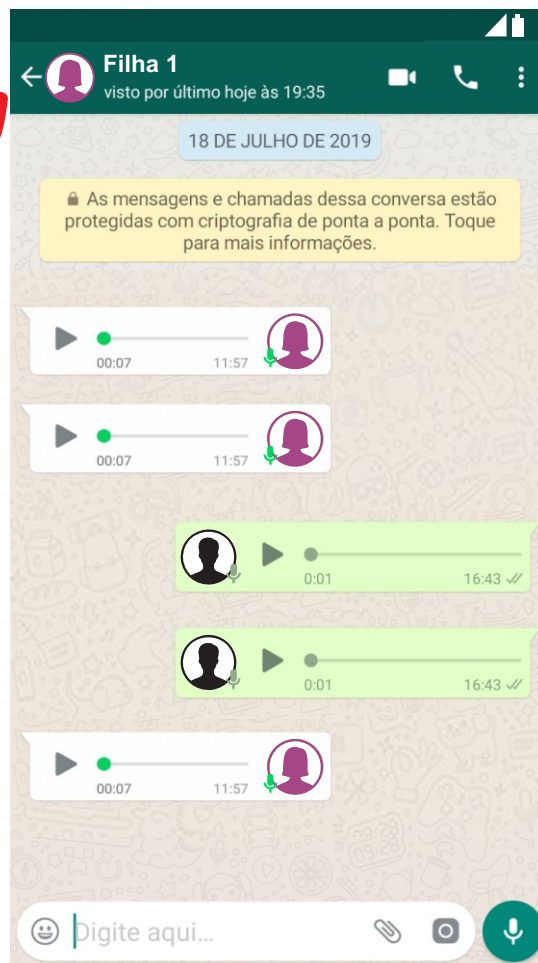 Filha 1
visto por último hoje às 19:35
18 DE JULHO DE 2019
As mensagens e chamadas dessa conversa estão
protegidas com criptografia de ponta a ponta. Toque
para mais informações.
00:07 11:57
00:07 11:57
0:01 16:43
0:01 16:43
00:07 11:57
Digite aqui...